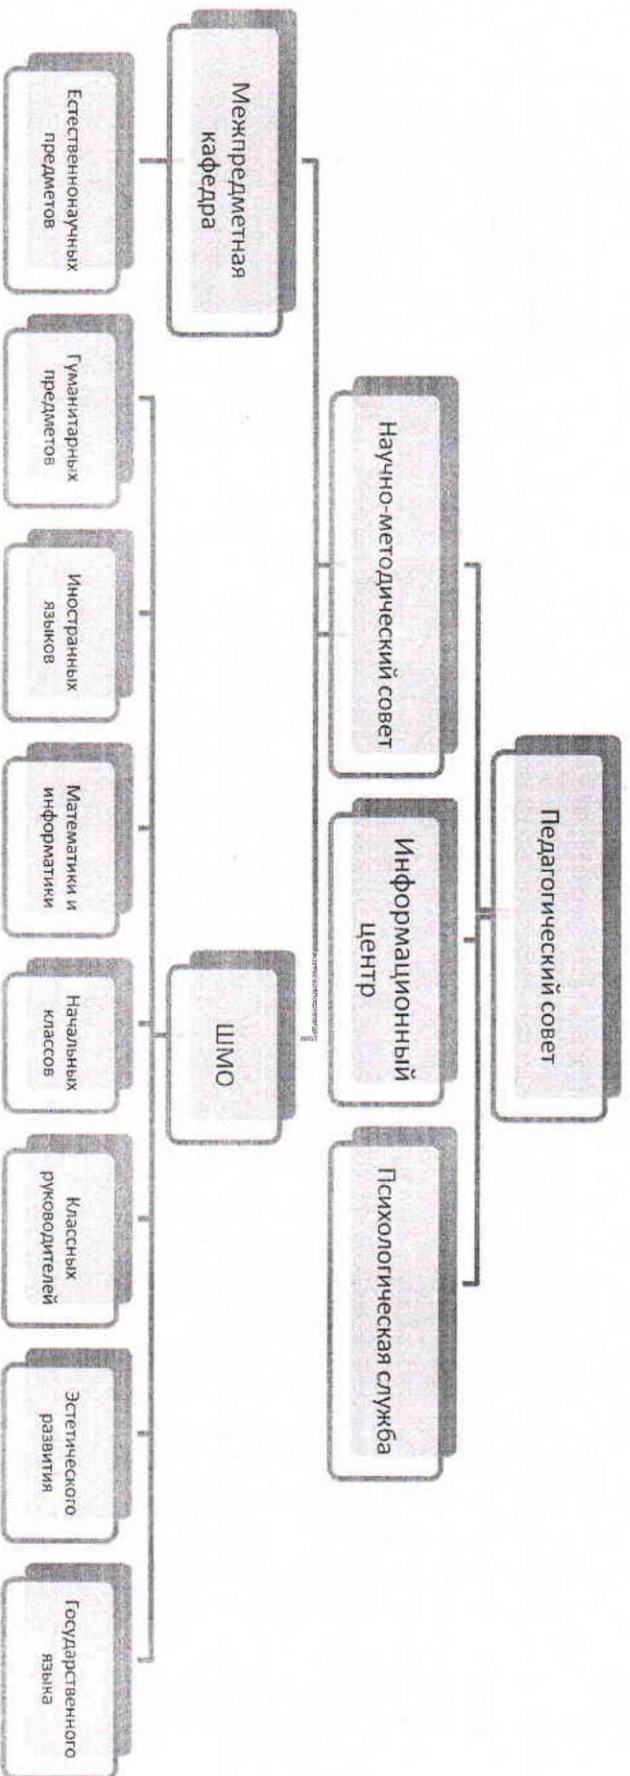 Педагогический совет
Научно-методический совет
Информационный
центр
Психологическая служба
Межпредметная
кафедра
ШМО
Естественнонаучных
предметов
Гуманитарных
предметов
Иностранных
языков
Математики и
информатики
Начальных
классов
Классных
руководителей
Эстетического
развития
Государственного
языка